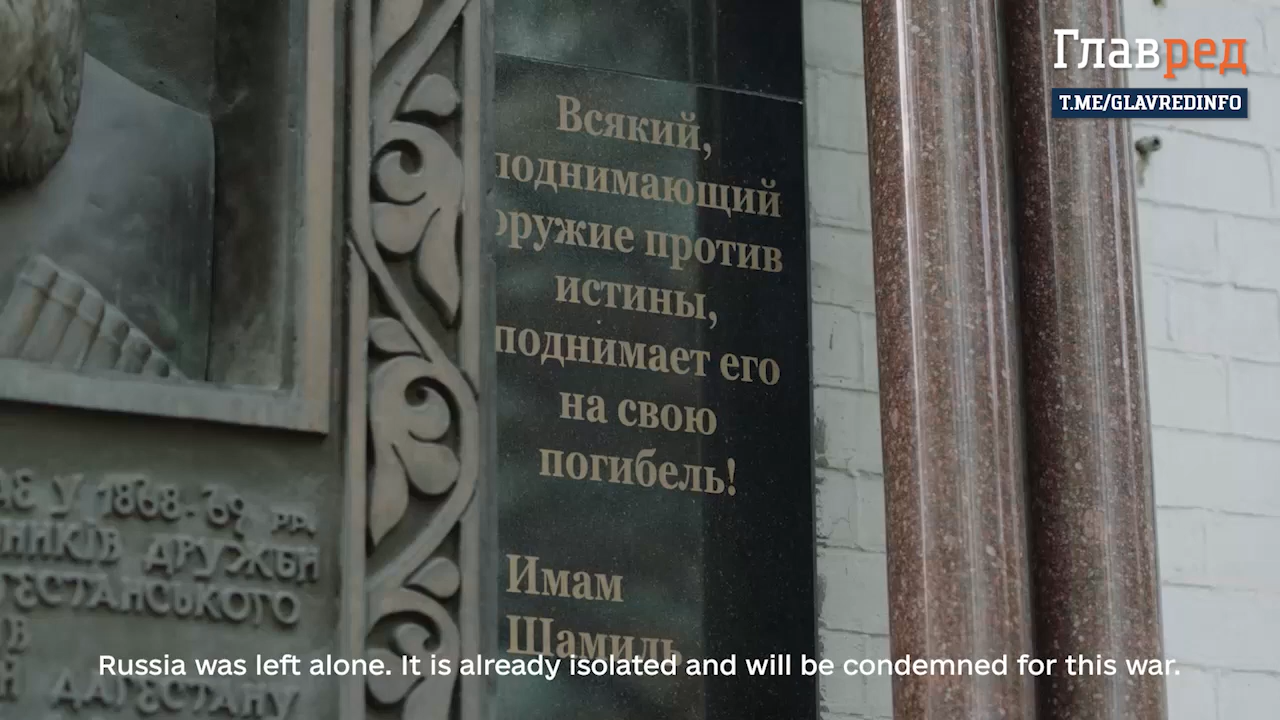 Главред
T.ME/GLAVREDINFO
Всякий,
поднимающий
оружие против
истины,
поднимает его
на свою
погибель!
Имам
Шамиль
У 1868-69 РР.
ДРУЖБИ
В
ДАГЕСТАНУ
Russia was left alone. It is already isolated and will be condemned for this war.